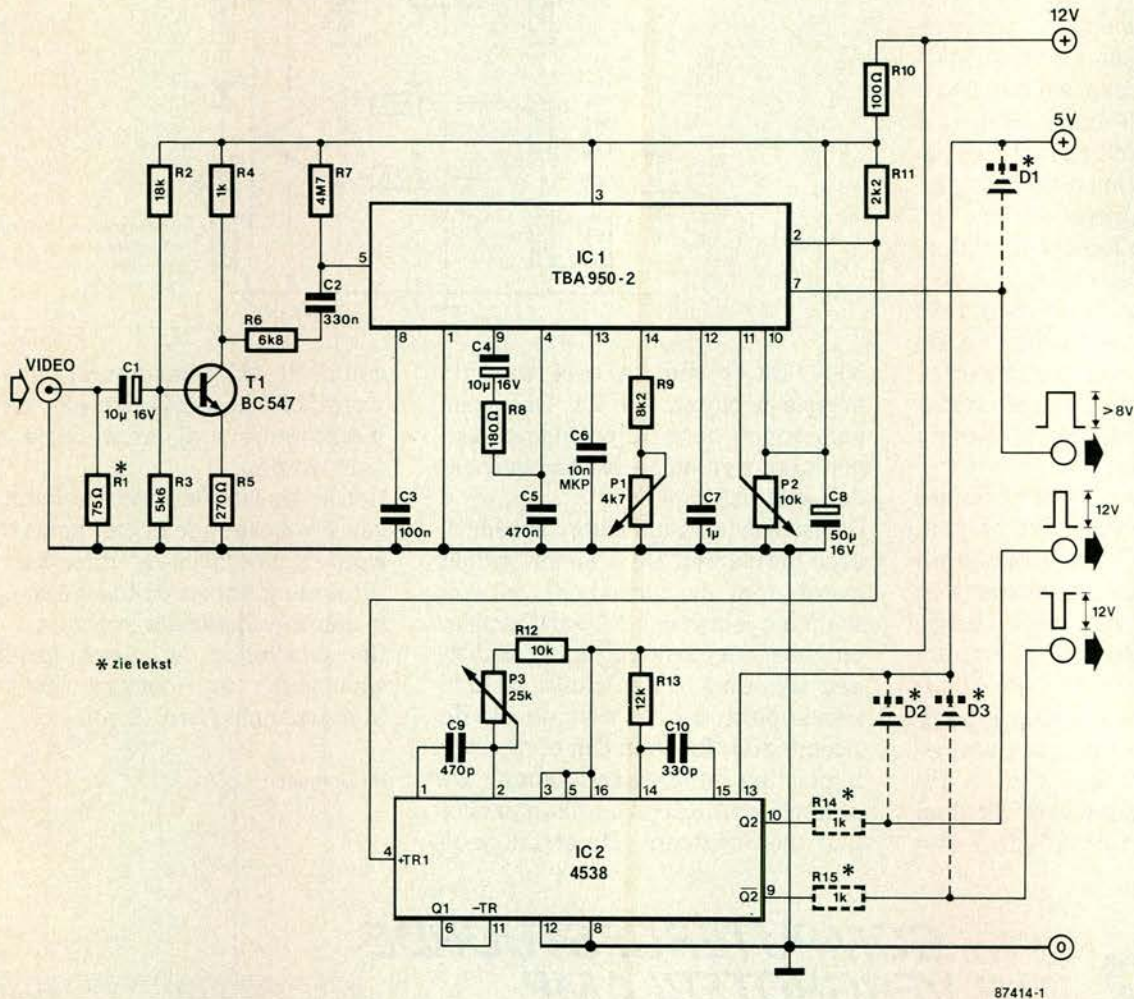 12V
+
R10
100Ω
5V
+
D1 *
R2
18k
R4
1k
R7
4M7
R11
2k2
3
IC 1
TBA 950-2
5
2
7
C2
330n
R6
6k8
VIDEO
C1
10µ 16V
T1
BC547
8
1
9
4
13
14
12
11
10
C4
10µ 16V
R8
180Ω
C6
10n
MKP
R9
8k2
P1
4k7
P2
10k
R1 *
75Ω
R3
5k6
R5
270Ω
C3
100n
C5
470n
C7
1µ
C8
50µ
16V
>8V
12V
12V
* zie tekst
R12
10k
P3
25k
R13
12k
C9
470p
C10
330p
D2 *
D3 *
1
2
3
5
16
14
15
13
4
+TR1
IC 2
4538
Q2
10
R14 *
1k
Q2
9
R15 *
1k
Q1
-TR
6
11
12
8
0
87414-1